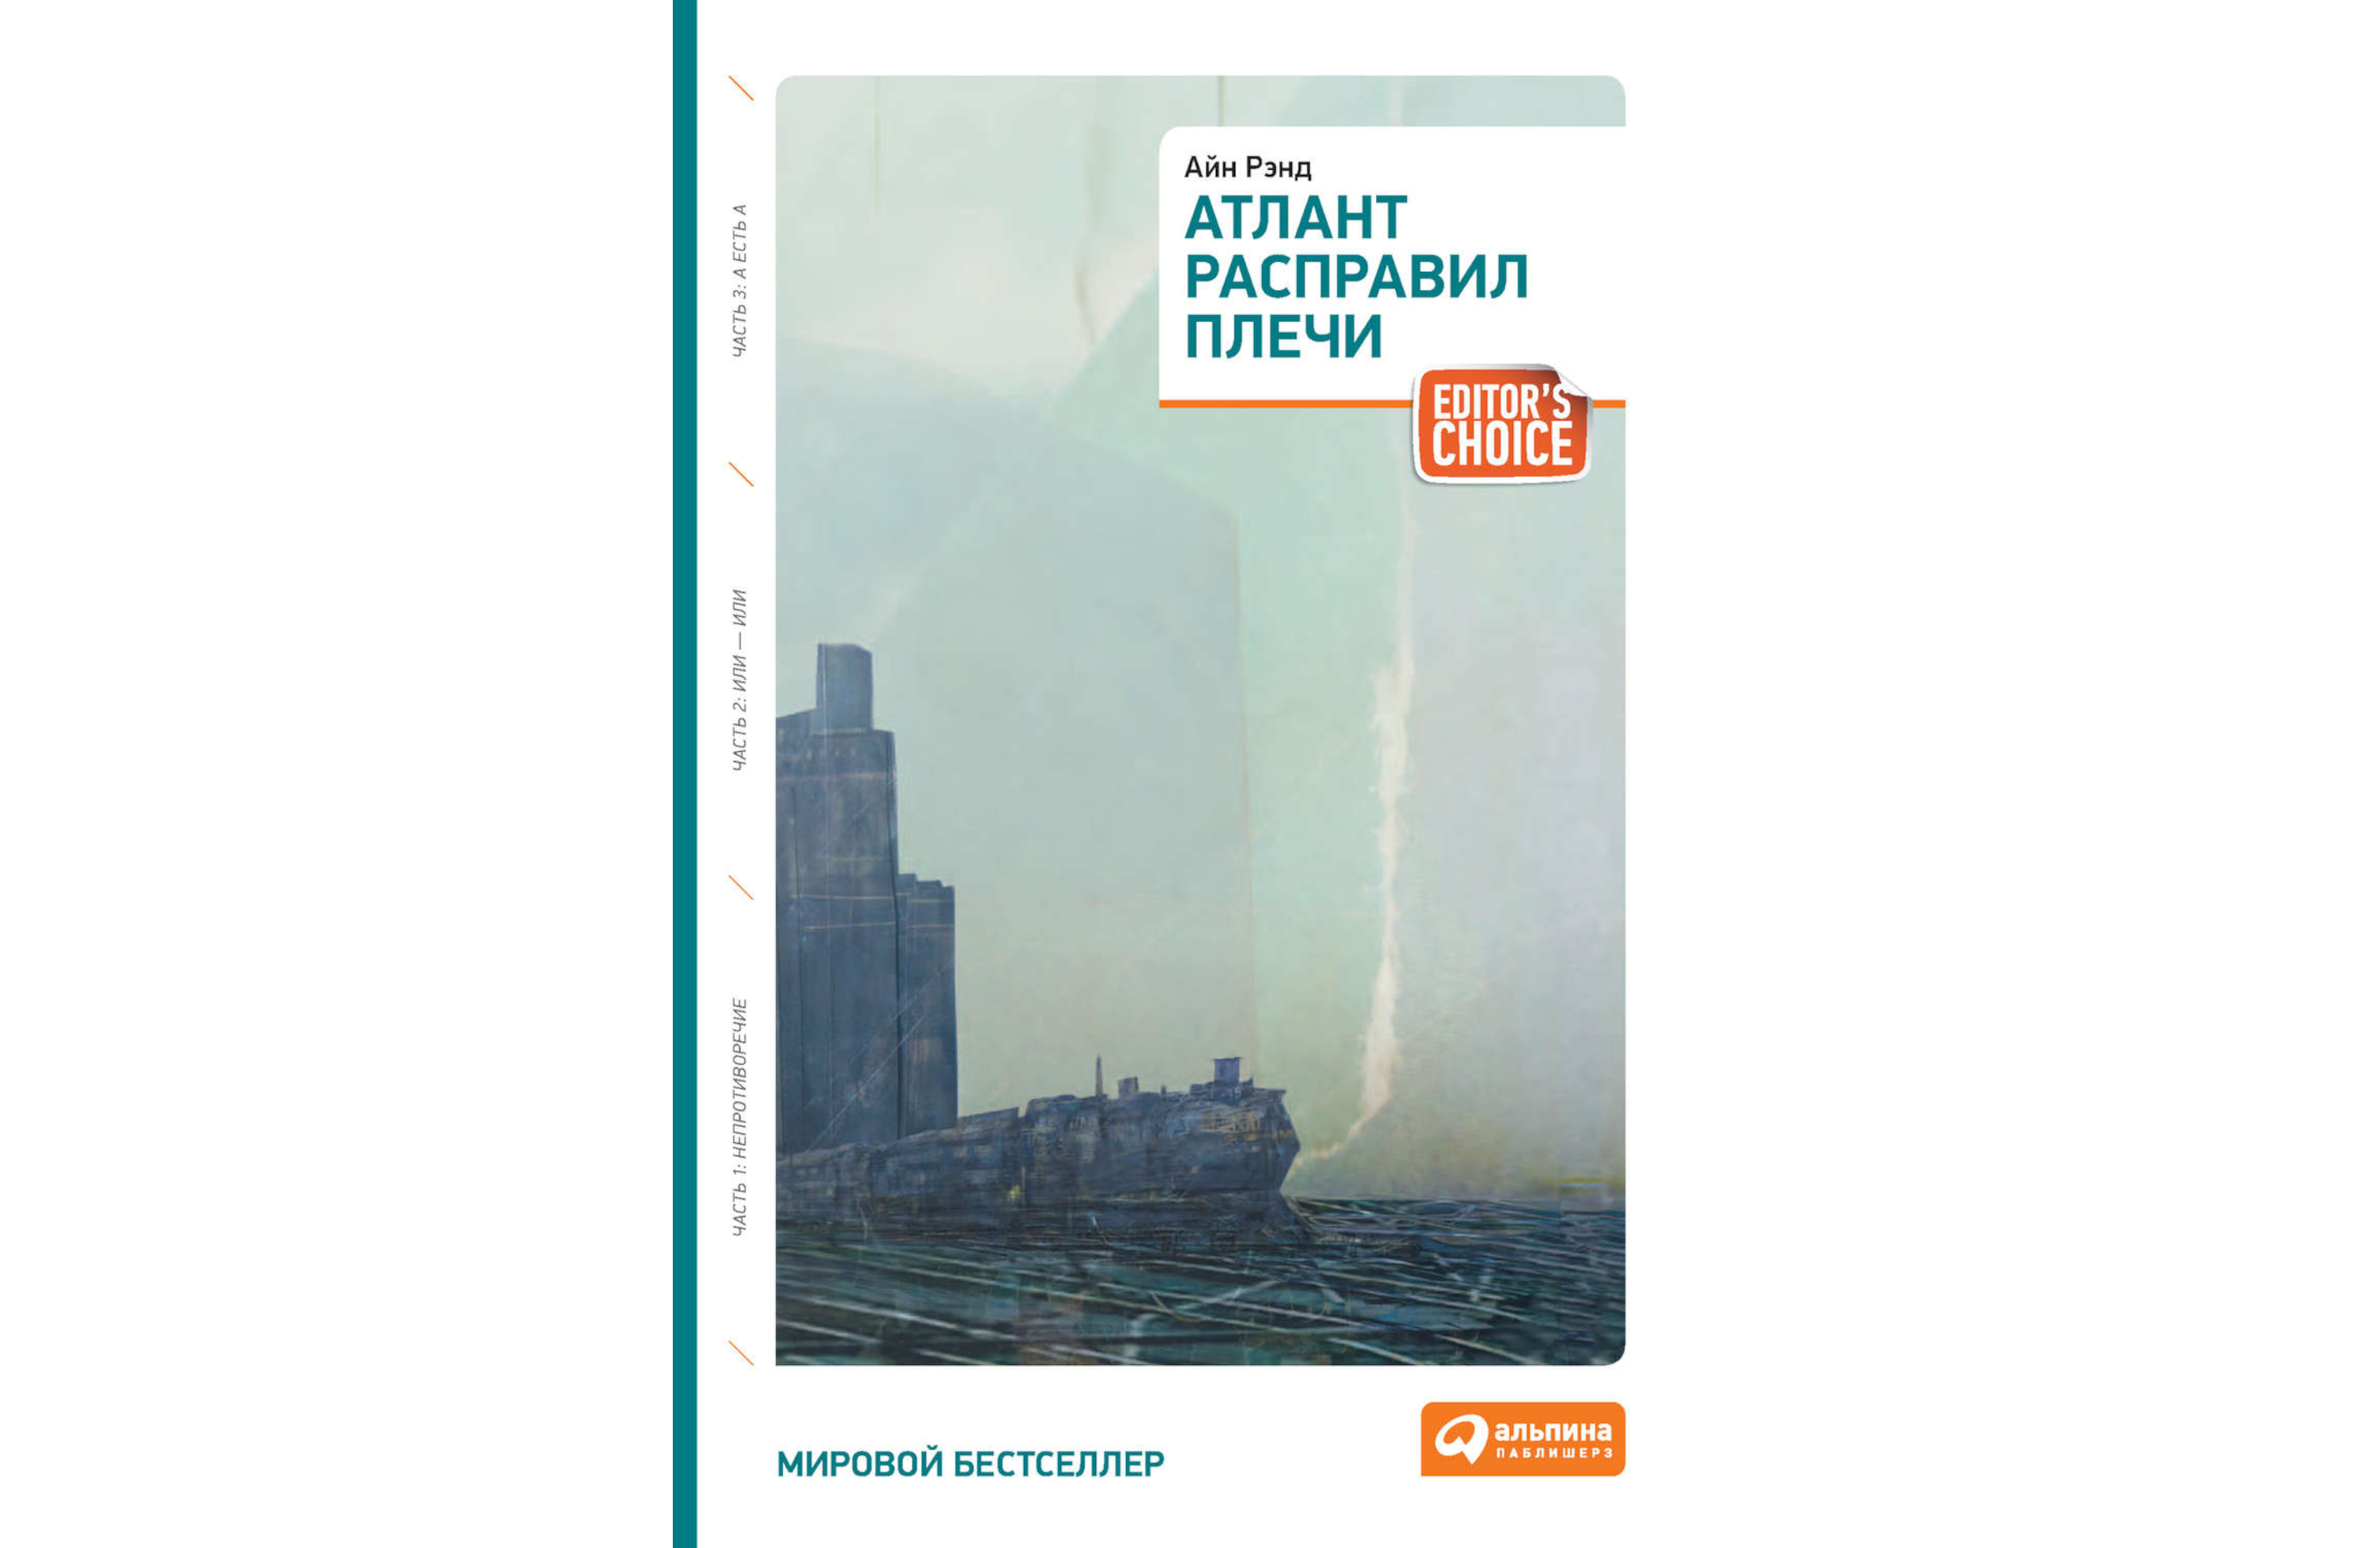 Айн Рэнд
АТЛАНТ
РАСПРАВИЛ
ПЛЕЧИ
EDITOR'S
CHOICE
ЧАСТЬ 3: А ЕСТЬ А
ЧАСТЬ 2: ИЛИ — ИЛИ
ЧАСТЬ 1: НЕПРОТИВОРЕЧИЕ
МИРОВОЙ БЕСТСЕЛЛЕР
альпина
ПАБЛИШЕРЗ